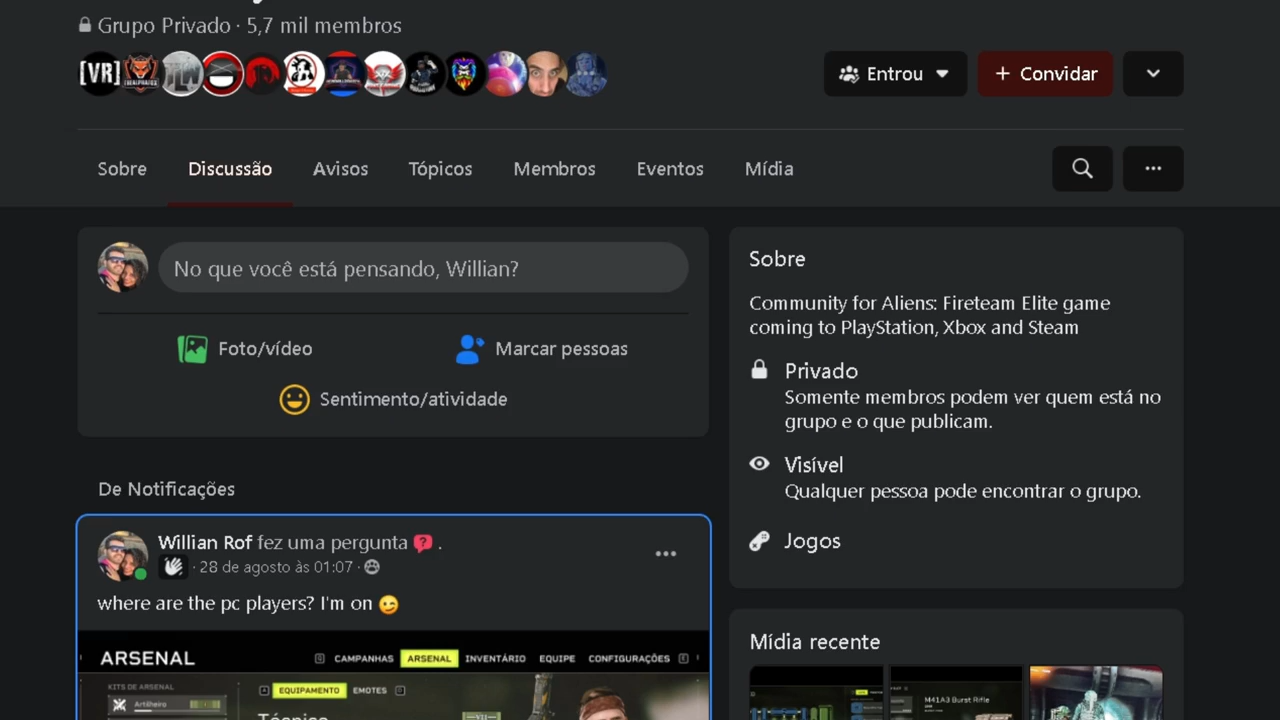 Grupo Privado · 5,7 mil membros
[VR]
Entrou
+ Convidar
Sobre
Discussão
Avisos
Tópicos
Membros
Eventos
Mídia
No que você está pensando, Willian?
Foto/vídeo
Marcar pessoas
Sentimento/atividade
De Notificações
Willian Rof fez uma pergunta ? .
· 28 de agosto às 01:07 ·
where are the pc players? I'm on 😉
ARSENAL
Q CAMPANHAS ARSENAL INVENTÁRIO EQUIPE CONFIGURAÇÕES E
KITS DE ARSENAL
Artilheiro
A EQUIPAMENTO EMOTES D
Técnico
Sobre
Community for Aliens: Fireteam Elite game
coming to PlayStation, Xbox and Steam
Privado
Somente membros podem ver quem está no
grupo e o que publicam.
Visível
Qualquer pessoa pode encontrar o grupo.
Jogos
Mídia recente
M41A3 Burst Rifle